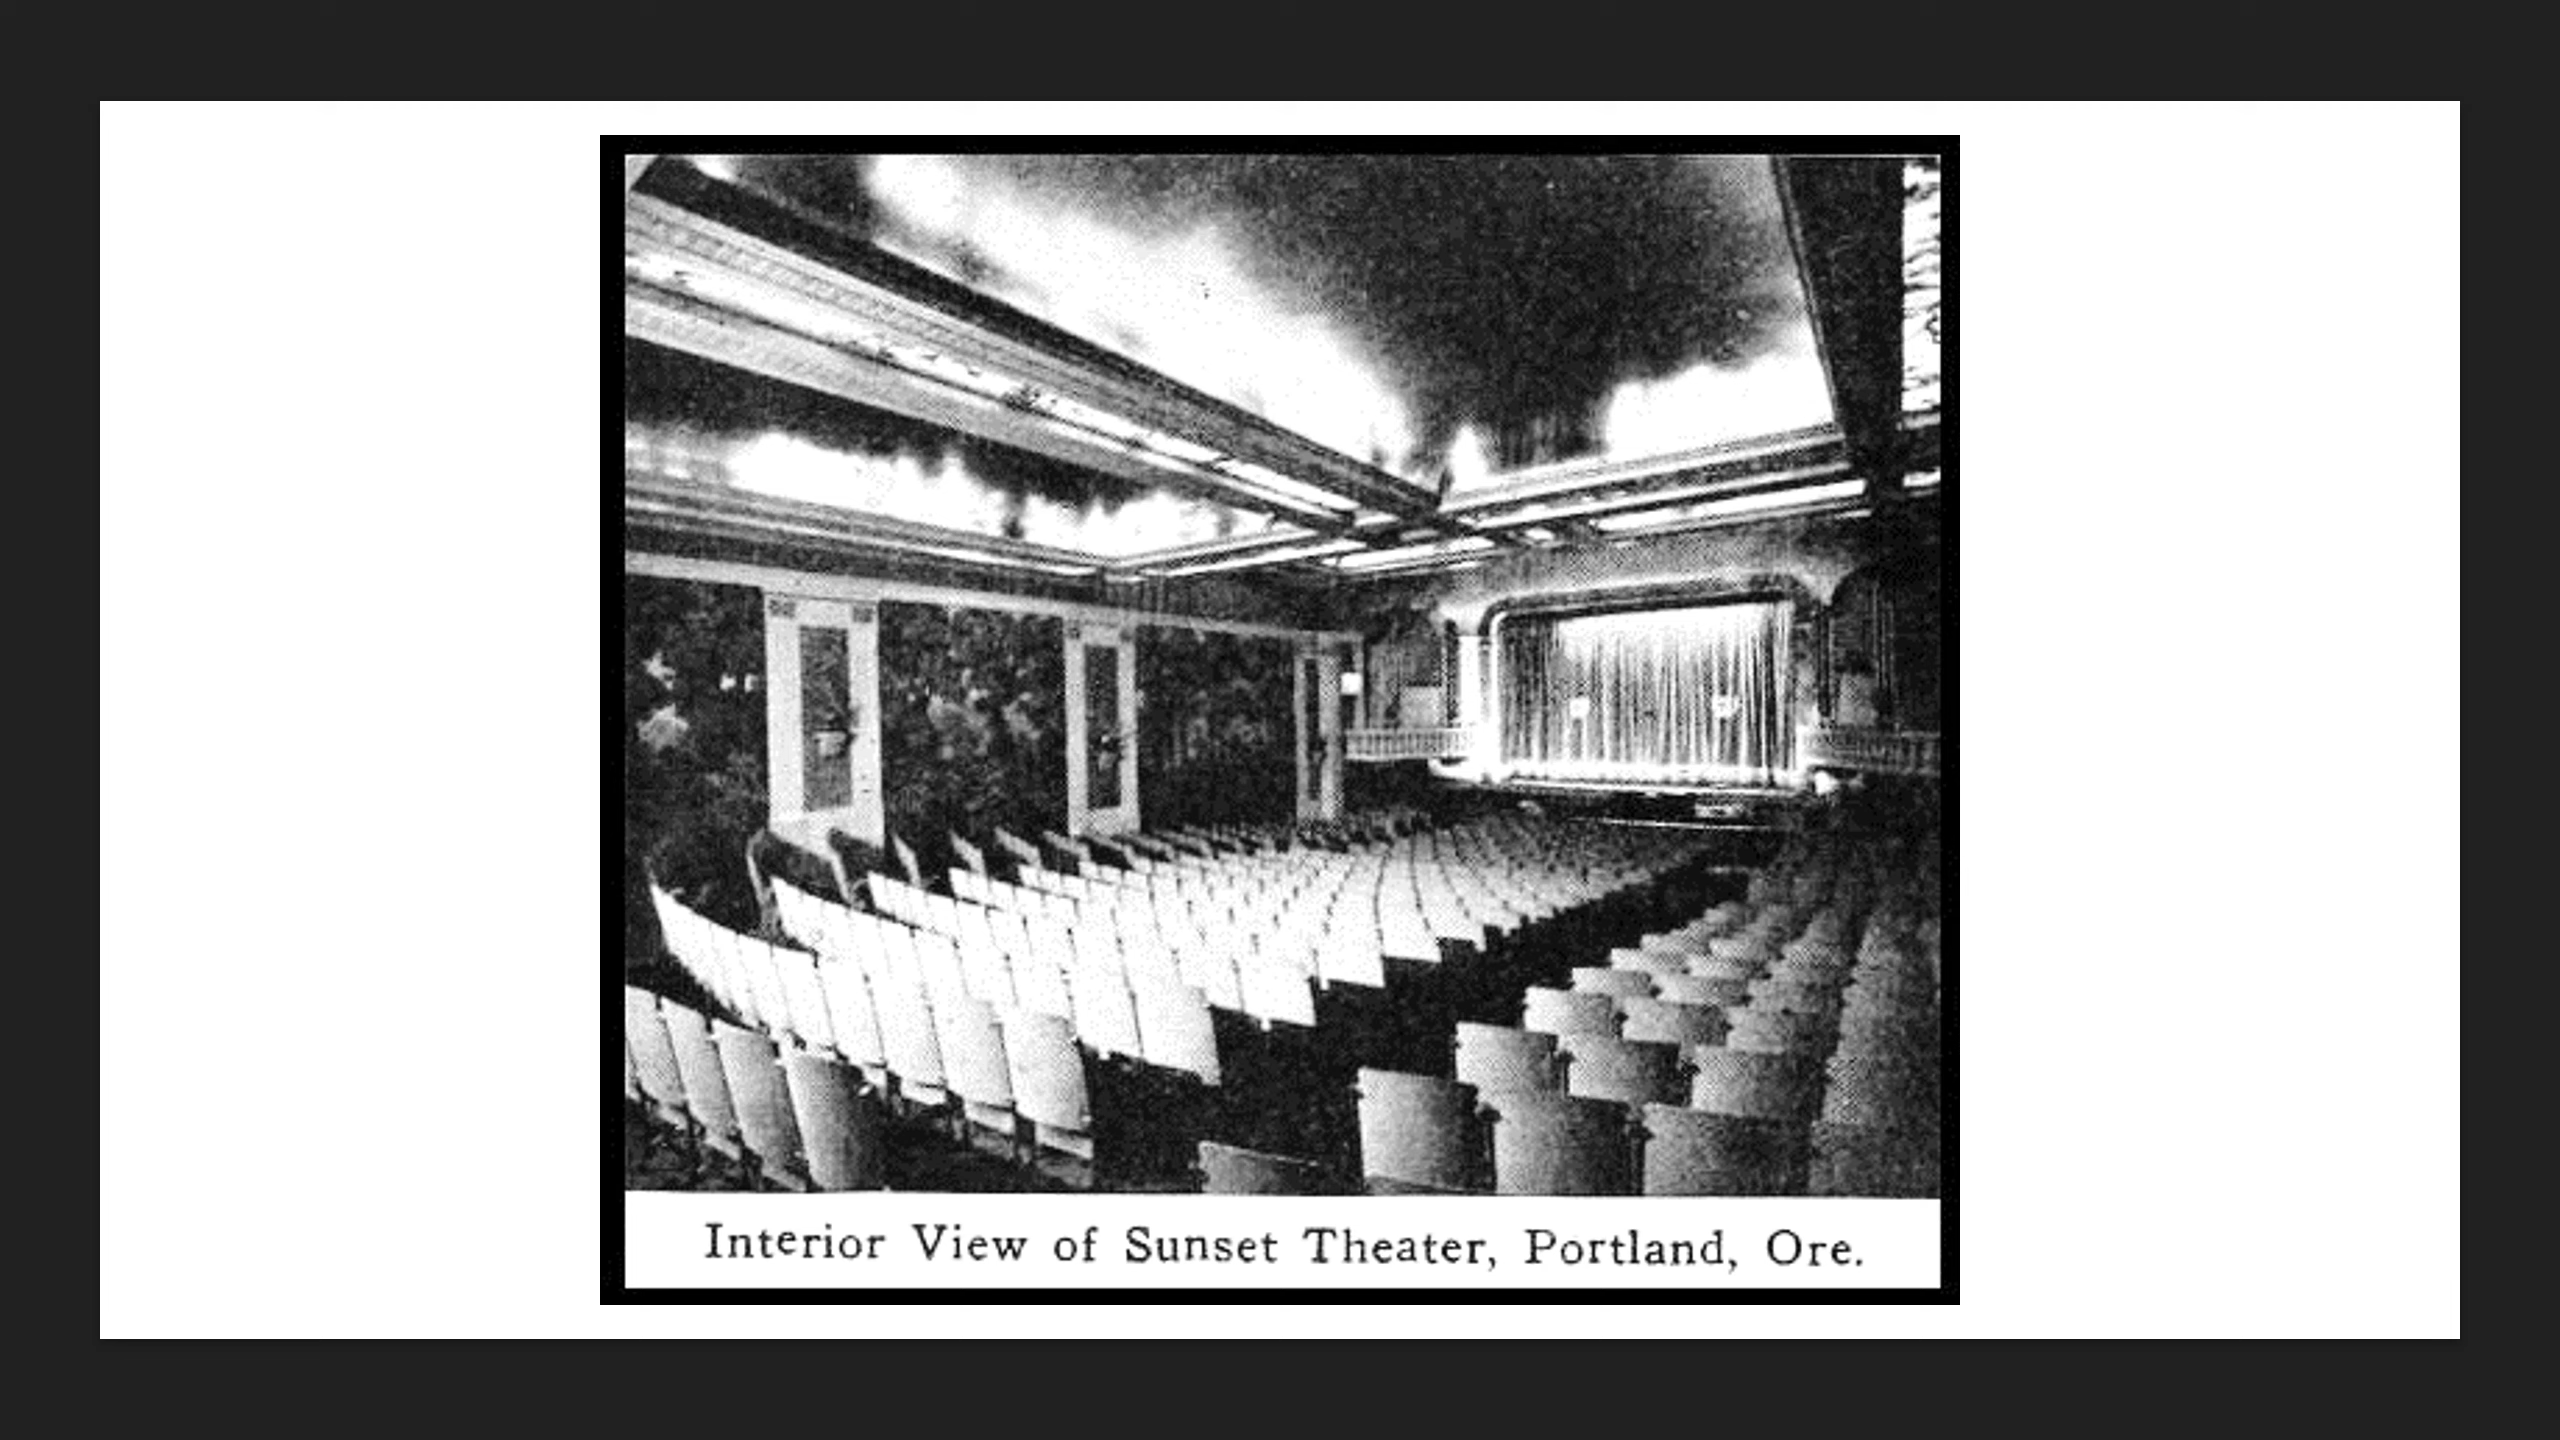 Interior View of Sunset Theater, Portland, Ore.